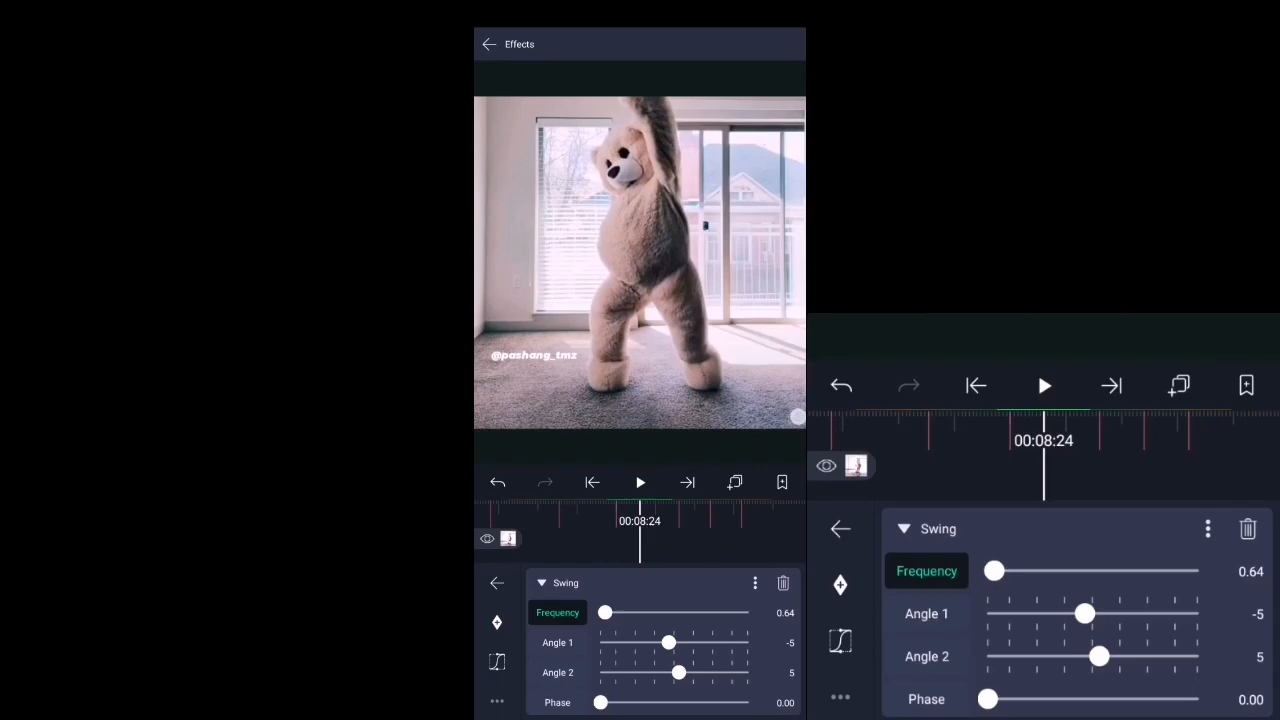 Effects
@pashang_tmz
00:08:24
Swing
Frequency 0.64
Angle 1 -5
Angle 2 5
Phase 0.00
00:08:24
Swing
Frequency 0.64
Angle 1 -5
Angle 2 5
Phase 0.00